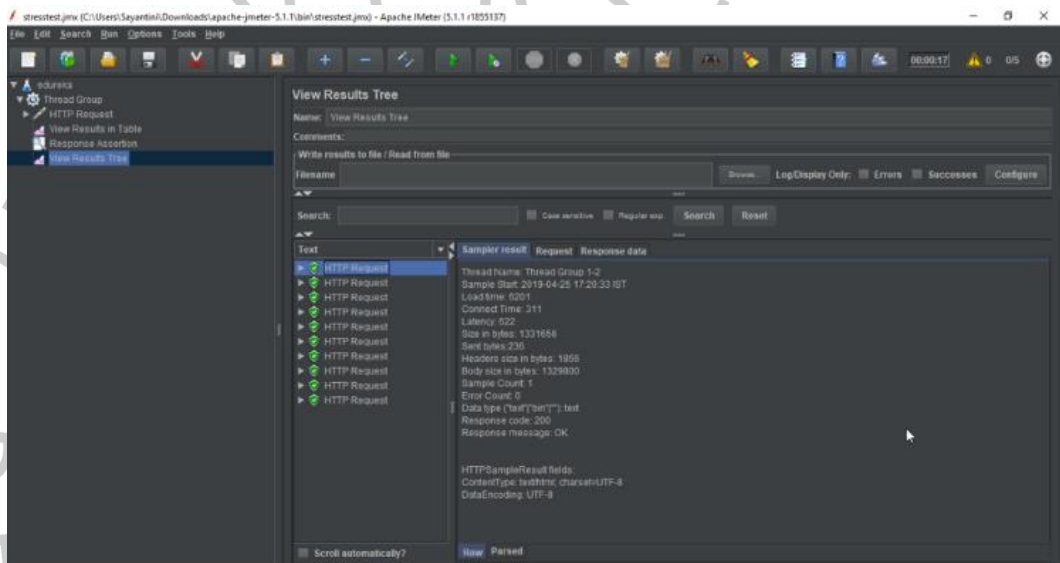 stresstest.jmx (C:\Users\Sayantini\Downloads\apache-jmeter-5.1.1\bin\stresstest.jmx) - Apache JMeter (5.1.1 r1855137)
File Edit Search Run Options Tools Help
00:00:17 0 0/5
edureka
Thread Group
HTTP Request
View Results in Table
Response Assertion
View Results Tree
View Results Tree
Name: View Results Tree
Comments:
Write results to file / Read from file
Filename Browse... Log/Display Only: Errors Successes Configure
Search: Case sensitive Regular exp. Search Reset
Text
HTTP Request
HTTP Request
HTTP Request
HTTP Request
HTTP Request
HTTP Request
HTTP Request
HTTP Request
HTTP Request
HTTP Request
Scroll automatically?
Sampler result Request Response data
Thread Name: Thread Group 1-2
Sample Start: 2019-04-25 17:20:33 IST
Load time: 6201
Connect Time: 311
Latency: 622
Size in bytes: 1331656
Sent bytes:236
Headers size in bytes: 1856
Body size in bytes: 1329800
Sample Count: 1
Error Count: 0
Data type ("text"|"bin"|""): text
Response code: 200
Response message: OK
HTTPSampleResult fields:
ContentType: text/html; charset=UTF-8
DataEncoding: UTF-8
Raw Parsed